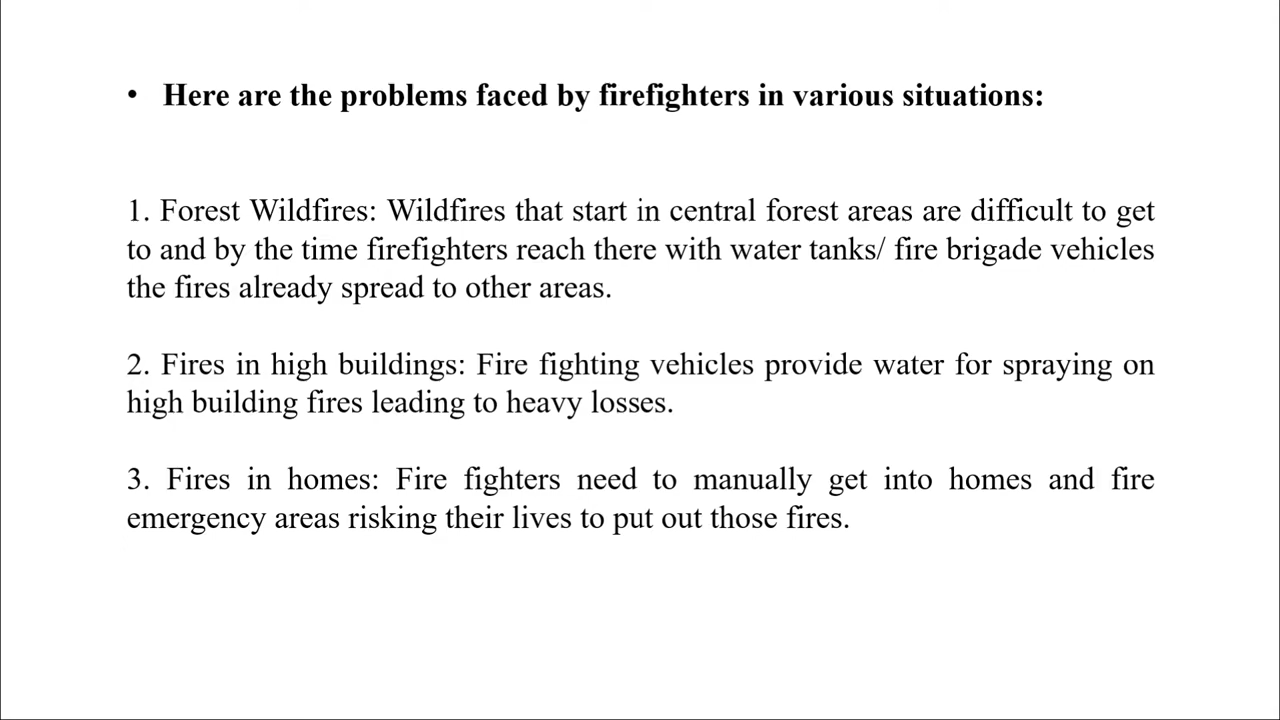 • Here are the problems faced by firefighters in various situations:
1. Forest Wildfires: Wildfires that start in central forest areas are difficult to get
to and by the time firefighters reach there with water tanks/ fire brigade vehicles
the fires already spread to other areas.
2. Fires in high buildings: Fire fighting vehicles provide water for spraying on
high building fires leading to heavy losses.
3. Fires in homes: Fire fighters need to manually get into homes and fire
emergency areas risking their lives to put out those fires.